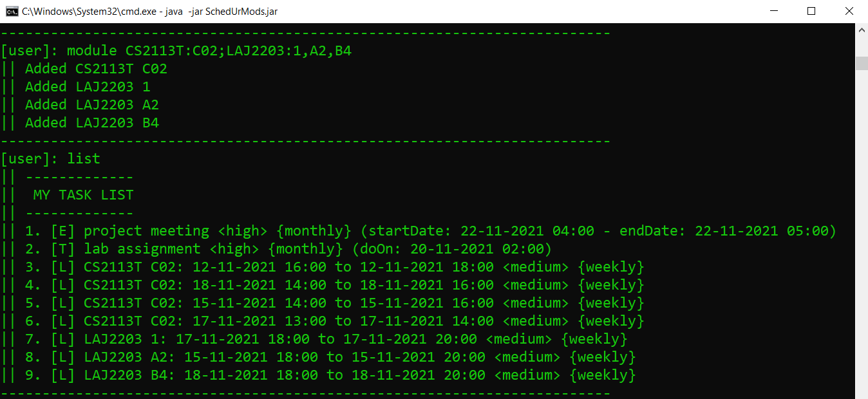 C:\Windows\System32\cmd.exe - java -jar SchedUrMods.jar
---------------------------------------------------------------------------
[user]: module CS2113T:C02;LAJ2203:1,A2,B4
|| Added CS2113T C02
|| Added LAJ2203 1
|| Added LAJ2203 A2
|| Added LAJ2203 B4
---------------------------------------------------------------------------
[user]: list
|| -------------
||  MY TASK LIST
|| -------------
|| 1. [E] project meeting <high> {monthly} (startDate: 22-11-2021 04:00 - endDate: 22-11-2021 05:00)
|| 2. [T] lab assignment <high> {monthly} (doOn: 20-11-2021 02:00)
|| 3. [L] CS2113T C02: 12-11-2021 16:00 to 12-11-2021 18:00 <medium> {weekly}
|| 4. [L] CS2113T C02: 18-11-2021 14:00 to 18-11-2021 16:00 <medium> {weekly}
|| 5. [L] CS2113T C02: 15-11-2021 14:00 to 15-11-2021 16:00 <medium> {weekly}
|| 6. [L] CS2113T C02: 17-11-2021 13:00 to 17-11-2021 14:00 <medium> {weekly}
|| 7. [L] LAJ2203 1: 17-11-2021 18:00 to 17-11-2021 20:00 <medium> {weekly}
|| 8. [L] LAJ2203 A2: 15-11-2021 18:00 to 15-11-2021 20:00 <medium> {weekly}
|| 9. [L] LAJ2203 B4: 18-11-2021 18:00 to 18-11-2021 20:00 <medium> {weekly}
---------------------------------------------------------------------------